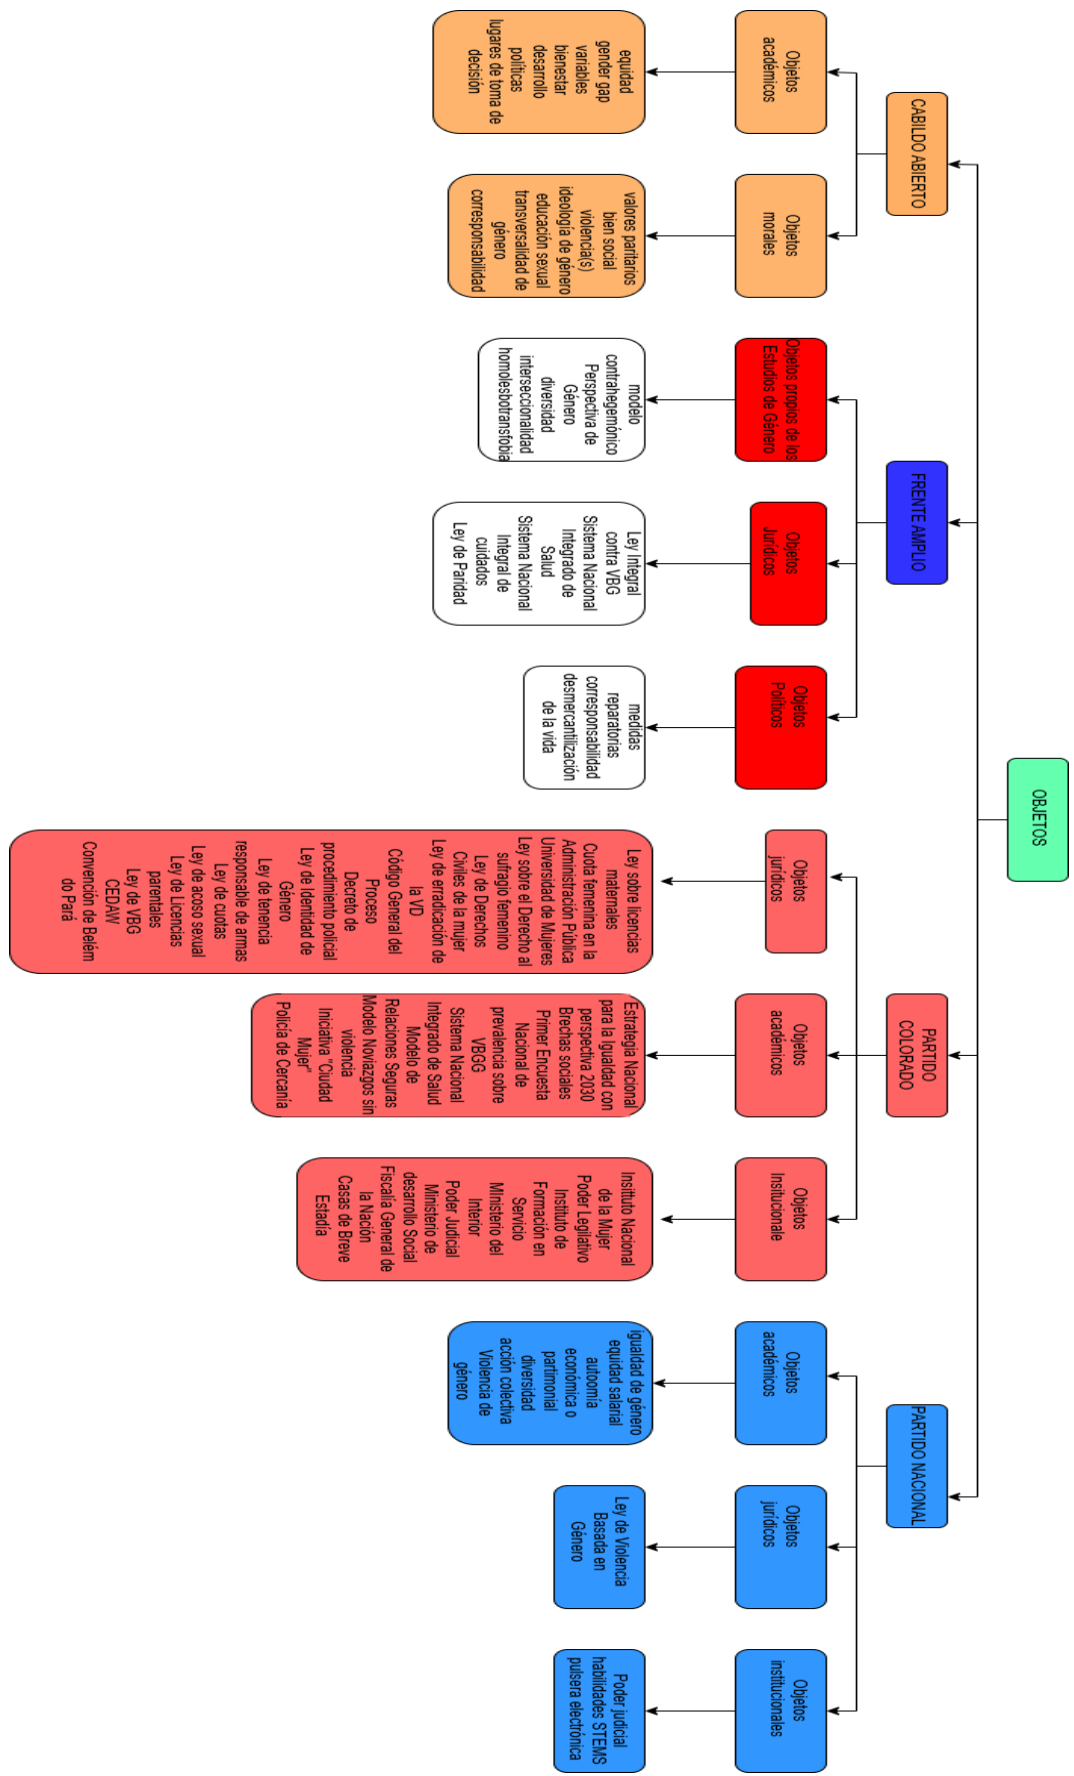 OBJETOS
CABILDO ABIERTO
FRENTE AMPLIO
PARTIDO
COLORADO
PARTIDO NACIONAL
Objetos
académicos
Objetos
morales
Objetos propios de los
Estudios de Género
Objetos
Jurídicos
Objetos
Políticos
Objetos
jurídicos
Objetos
académicos
Objetos
Insitucionale
Objetos
académicos
Objetos
jurídicos
Objetos
institucionales
equidad
gender gap
variables
bienestar
desarrollo
políticas
lugares de toma de
decisión
valores paritarios
bien social
violencia(s)
ideología de género
educación sexual
transversalidad de
género
corresponsabilidad
modelo
contrahegemónico
Perspectiva de
Género
diversidad
interseccionalidad
homolesbotransfobia
Ley Integral
contra VBG
Sistema Nacional
Integrado de
Salud
Sistema Nacional
Integral de
cuidados
Ley de Paridad
medidas
reparatorias
corresponsabilidad
desmercantilización
de la vida
Ley sobre licencias
maternales
Cuota femenina en la
Administración Pública
Universidad de Mujeres
Ley sobre el Derecho al
sufragio femenino
Ley de Derechos
Civiles de la mujer
Ley de erradicación de
la VD
Código General del
Proceso
Decreto de
procedimiento policial
Ley de Identidad de
Género
Ley de tenencia
responsable de armas
Ley de cuotas
Ley de acoso sexual
Ley de Licencias
parentales
Ley de VBG
CEDAW
Convención de Belém
do Pará
Estrategia Nacional
para la Igualdad con
perspectiva 2030
Brechas sociales
Primer Encuesta
Nacional de
prevalencia sobre
VBGG
Sistema Nacional
Integrado de Salud
Modelo de
Relaciones Seguras
Modelo Noviazgos sin
violencia
Iniciativa "Ciudad
Mujer"
Policía de Cercanía
Insittuto Nacional
de la Mujer
Poder Legilativo
Instituto de
Formación en
Servicio
MInisterio del
Interior
Poder Judicial
Ministerio de
desarrollo Social
Fiscalía General de
la Nación
Casas de Breve
Estadía
igualdad de género
equidad salarial
autoomía
económica o
partimonial
diversidad
acción colectiva
Violencia de
género
Ley de Violencia
Basada en
Género
Poder judicial
habilidades STEMS
pulsera electrónica